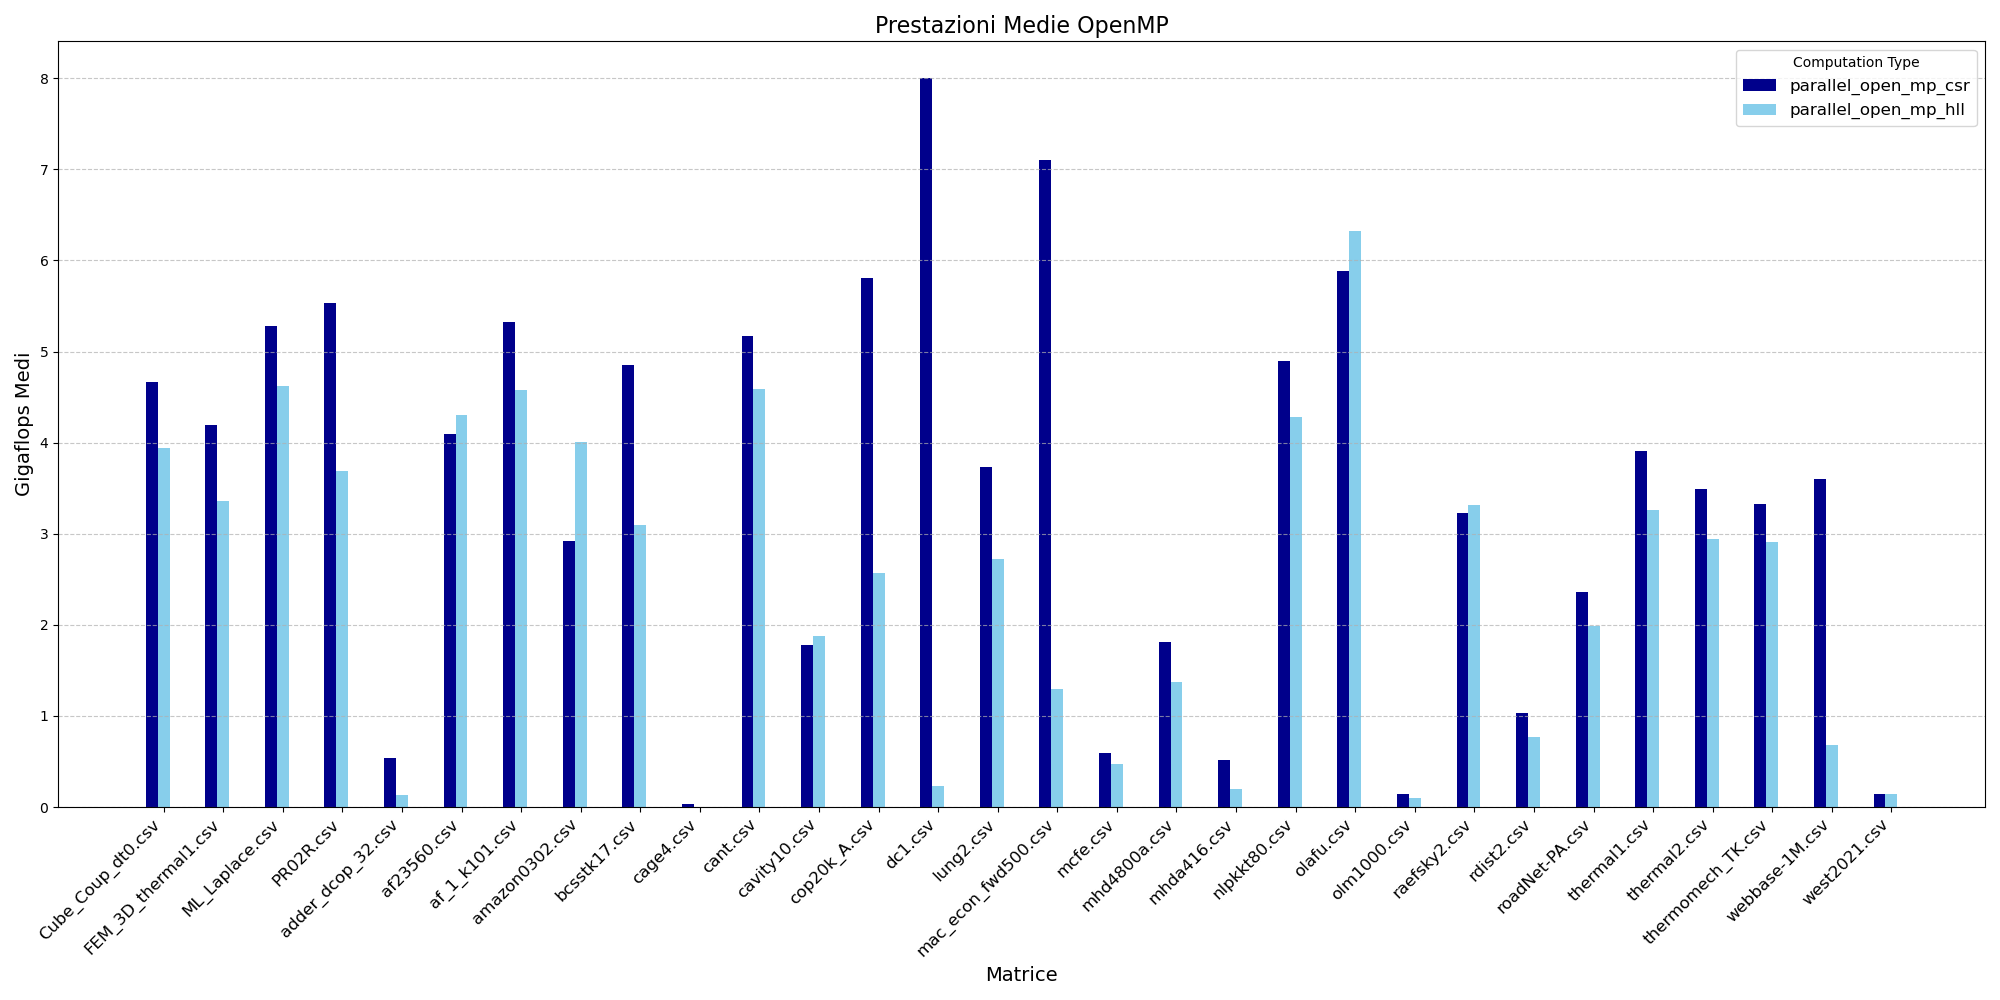 Prestazioni Medie OpenMP
Computation Type
parallel_open_mp_csr
parallel_open_mp_hll
Gigaflops Medi
8
7
6
5
4
3
2
1
0
Cube_Coup_dt0.csv
FEM_3D_thermal1.csv
ML_Laplace.csv
PR02R.csv
adder_dcop_32.csv
af23560.csv
af_1_k101.csv
amazon0302.csv
bcsstk17.csv
cage4.csv
cant.csv
cavity10.csv
cop20k_A.csv
dc1.csv
lung2.csv
mac_econ_fwd500.csv
mcfe.csv
mhd4800a.csv
mhda416.csv
nlpkkt80.csv
olafu.csv
olm1000.csv
raefsky2.csv
rdist2.csv
roadNet-PA.csv
thermal1.csv
thermal2.csv
thermomech_TK.csv
webbase-1M.csv
west2021.csv
Matrice